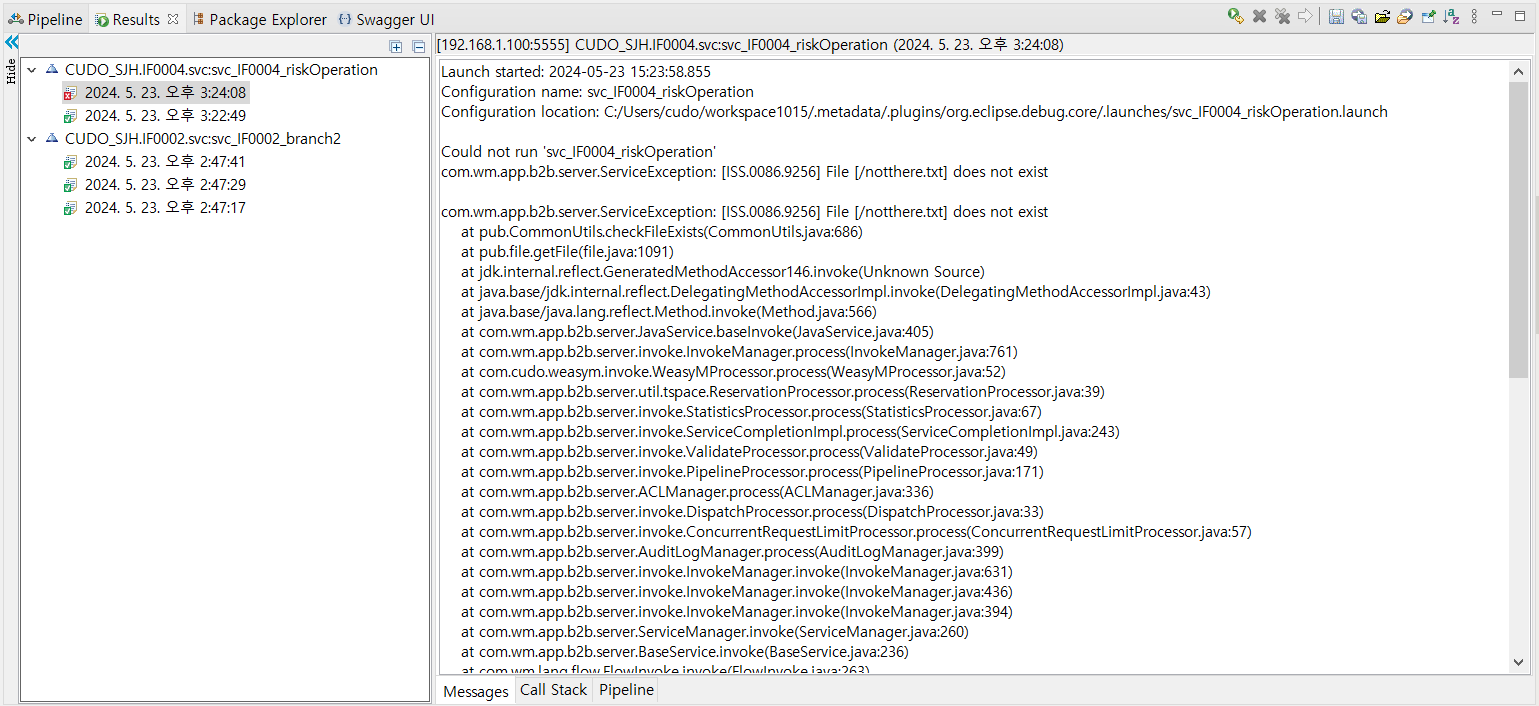 Pipeline
Results
Package Explorer
Swagger UI
Hide
CUDO_SJH.IF0004.svc:svc_IF0004_riskOperation
2024. 5. 23. 오후 3:24:08
2024. 5. 23. 오후 3:22:49
CUDO_SJH.IF0002.svc:svc_IF0002_branch2
2024. 5. 23. 오후 2:47:41
2024. 5. 23. 오후 2:47:29
2024. 5. 23. 오후 2:47:17
[192.168.1.100:5555] CUDO_SJH.IF0004.svc:svc_IF0004_riskOperation (2024. 5. 23. 오후 3:24:08)
Launch started: 2024-05-23 15:23:58.855
Configuration name: svc_IF0004_riskOperation
Configuration location: C:/Users/cudo/workspace1015/.metadata/.plugins/org.eclipse.debug.core/.launches/svc_IF0004_riskOperation.launch
Could not run 'svc_IF0004_riskOperation'
com.wm.app.b2b.server.ServiceException: [ISS.0086.9256] File [/notthere.txt] does not exist
com.wm.app.b2b.server.ServiceException: [ISS.0086.9256] File [/notthere.txt] does not exist
at pub.CommonUtils.checkFileExists(CommonUtils.java:686)
at pub.file.getFile(file.java:1091)
at jdk.internal.reflect.GeneratedMethodAccessor146.invoke(Unknown Source)
at java.base/jdk.internal.reflect.DelegatingMethodAccessorImpl.invoke(DelegatingMethodAccessorImpl.java:43)
at java.base/java.lang.reflect.Method.invoke(Method.java:566)
at com.wm.app.b2b.server.JavaService.baseInvoke(JavaService.java:405)
at com.wm.app.b2b.server.invoke.InvokeManager.process(InvokeManager.java:761)
at com.cudo.weasym.invoke.WeasyMProcessor.process(WeasyMProcessor.java:52)
at com.wm.app.b2b.server.util.tspace.ReservationProcessor.process(ReservationProcessor.java:39)
at com.wm.app.b2b.server.invoke.StatisticsProcessor.process(StatisticsProcessor.java:67)
at com.wm.app.b2b.server.invoke.ServiceCompletionImpl.process(ServiceCompletionImpl.java:243)
at com.wm.app.b2b.server.invoke.ValidateProcessor.process(ValidateProcessor.java:49)
at com.wm.app.b2b.server.invoke.PipelineProcessor.process(PipelineProcessor.java:171)
at com.wm.app.b2b.server.ACLManager.process(ACLManager.java:336)
at com.wm.app.b2b.server.invoke.DispatchProcessor.process(DispatchProcessor.java:33)
at com.wm.app.b2b.server.invoke.ConcurrentRequestLimitProcessor.process(ConcurrentRequestLimitProcessor.java:57)
at com.wm.app.b2b.server.AuditLogManager.process(AuditLogManager.java:399)
at com.wm.app.b2b.server.invoke.InvokeManager.invoke(InvokeManager.java:631)
at com.wm.app.b2b.server.invoke.InvokeManager.invoke(InvokeManager.java:436)
at com.wm.app.b2b.server.invoke.InvokeManager.invoke(InvokeManager.java:394)
at com.wm.app.b2b.server.ServiceManager.invoke(ServiceManager.java:260)
at com.wm.app.b2b.server.BaseService.invoke(BaseService.java:236)
at com.wm.lang.flow.FlowInvoke.invoke(FlowInvoke.java:263)
Messages
Call Stack
Pipeline